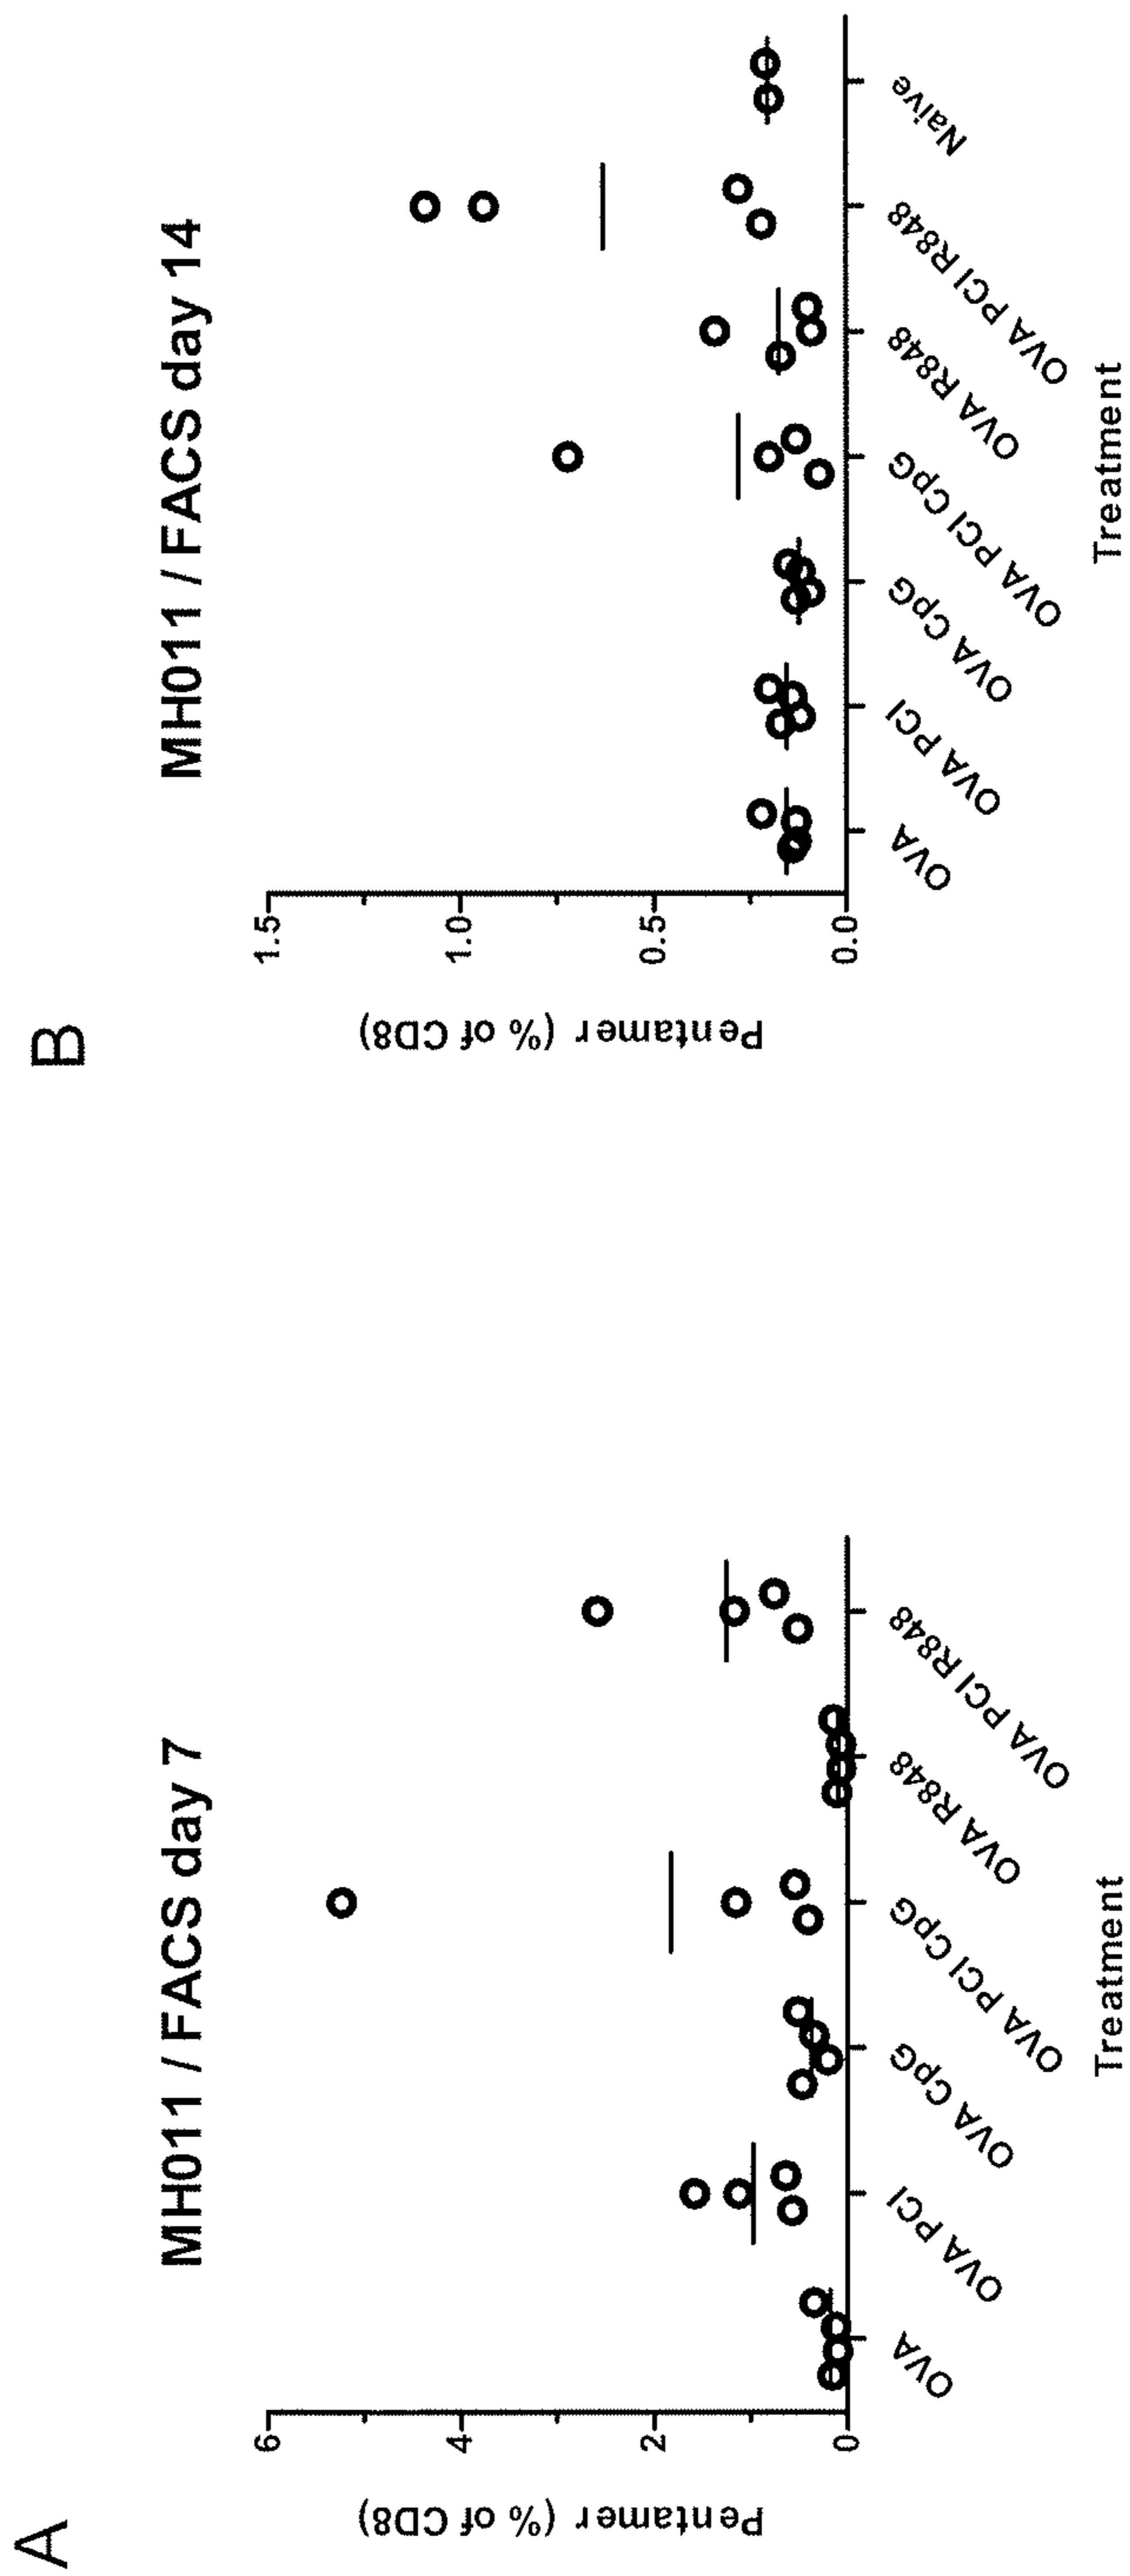 A
MH011 / FACS day 7
Pentamer (% of CD8)
6
4
2
0
OVA
OVA PCI
OVA CpG
OVA PCI CpG
OVA R848
OVA PCI R848
Treatment
B
MH011 / FACS day 14
Pentamer (% of CD8)
1.5
1.0
0.5
0.0
OVA
OVA PCI
OVA CpG
OVA PCI CpG
OVA R848
OVA PCI R848
Naive
Treatment